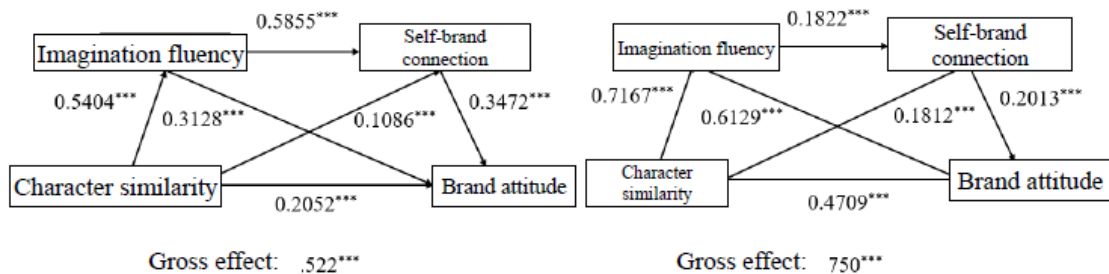 0.5855***
Imagination fluency
Self-brand
connection
0.5404***
0.3128***
0.1086***
0.3472***
Character similarity
Brand attitude
0.2052***
Gross effect: .522***
0.1822***
Imagination fluency
Self-brand
connection
0.7167***
0.6129***
0.1812***
0.2013***
Character
similarity
Brand attitude
0.4709***
Gross effect: 750***